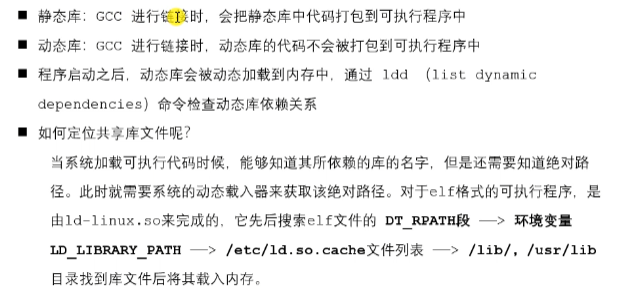 ■ 静态库：GCC 进行链接时，会把静态库中代码打包到可执行程序中
■ 动态库：GCC 进行链接时，动态库的代码不会被打包到可执行程序中
■ 程序启动之后，动态库会被动态加载到内存中，通过 ldd （list dynamic
dependencies）命令检查动态库依赖关系
■ 如何定位共享库文件呢？
当系统加载可执行代码时候，能够知道其所依赖的库的名字，但是还需要知道绝对路
径。此时就需要系统的动态载入器来获取该绝对路径。对于elf格式的可执行程序，是
由ld-linux.so来完成的，它先后搜索elf文件的 DT_RPATH段 ——> 环境变量
LD_LIBRARY_PATH ——> /etc/ld.so.cache文件列表 ——> /lib/，/usr/lib
目录找到库文件后将其载入内存。